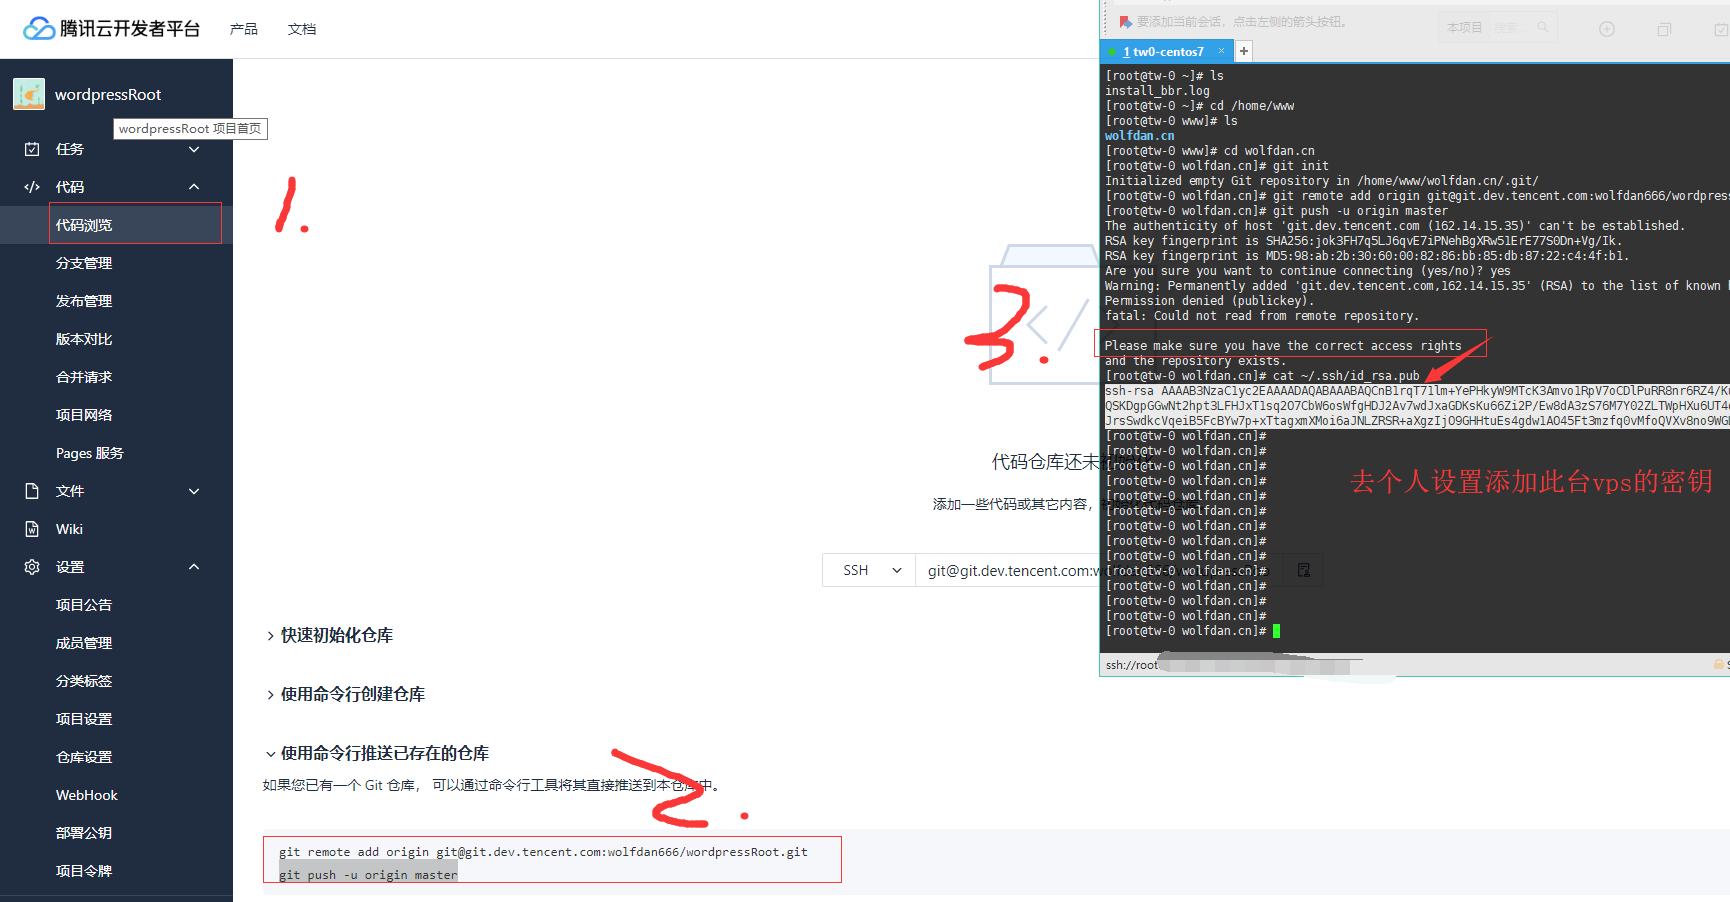 腾讯云开发者平台
产品
文档
wordpressRoot
wordpressRoot 项目首页
任务
代码
代码浏览
分支管理
发布管理
版本对比
合并请求
项目网络
Pages 服务
文件
Wiki
设置
项目公告
成员管理
分类标签
项目设置
仓库设置
WebHook
部署公钥
项目令牌
1.
3.
代码仓库还未
添加一些代码或其它内容，
SSH
git@git.dev.tencent.com:w
快速初始化仓库
使用命令行创建仓库
使用命令行推送已存在的仓库
如果您已有一个 Git 仓库， 可以通过命令行工具将其直接推送到本仓库中。
2.
git remote add origin git@git.dev.tencent.com:wolfdan666/wordpressRoot.git
git push -u origin master
要添加当前会话，点击左侧的箭头按钮。
本项目
搜索...
1 tw0-centos7
×
+
[root@tw-0 ~]# ls
install_bbr.log
[root@tw-0 ~]# cd /home/www
[root@tw-0 www]# ls
wolfdan.cn
[root@tw-0 www]# cd wolfdan.cn
[root@tw-0 wolfdan.cn]# git init
Initialized empty Git repository in /home/www/wolfdan.cn/.git/
[root@tw-0 wolfdan.cn]# git remote add origin git@git.dev.tencent.com:wolfdan666/wordpres
[root@tw-0 wolfdan.cn]# git push -u origin master
The authenticity of host 'git.dev.tencent.com (162.14.15.35)' can't be established.
RSA key fingerprint is SHA256:jok3FH7q5LJ6qvE7iPNehBgXRw51ErE77S0Dn+Vg/Ik.
RSA key fingerprint is MD5:98:ab:2b:30:60:00:82:86:bb:85:db:87:22:c4:4f:b1.
Are you sure you want to continue connecting (yes/no)? yes
Warning: Permanently added 'git.dev.tencent.com,162.14.15.35' (RSA) to the list of known
Permission denied (publickey).
fatal: Could not read from remote repository.
Please make sure you have the correct access rights
and the repository exists.
[root@tw-0 wolfdan.cn]# cat ~/.ssh/id_rsa.pub
ssh-rsa AAAAB3NzaC1yc2EAAAADAQABAAABAQCnB1rqT71lm+YePHkyW9MTcK3Amvo1RpV7oCDlPuRR8nr6RZ4/K
QSKDgpGGwNt2hpt3LFHJxT1sq2O7CbW6osWfgHDJ2Av7wdJxaGDKsKu66Zi2P/Ew8dA3zS76M7Y02ZLTWpHXu6UT4
JrsSwdkcVqeiB5FcBYw7p+xTtagxmXMoi6aJNLZRSR+aXgzIjO9GHHtuEs4gdw1AO45Ft3mzfq0vMfoQVXv8no9WG
[root@tw-0 wolfdan.cn]#
[root@tw-0 wolfdan.cn]#
[root@tw-0 wolfdan.cn]#
[root@tw-0 wolfdan.cn]#
[root@tw-0 wolfdan.cn]#
[root@tw-0 wolfdan.cn]#
[root@tw-0 wolfdan.cn]#
[root@tw-0 wolfdan.cn]#
[root@tw-0 wolfdan.cn]#
[root@tw-0 wolfdan.cn]#
[root@tw-0 wolfdan.cn]#
[root@tw-0 wolfdan.cn]#
[root@tw-0 wolfdan.cn]#
[root@tw-0 wolfdan.cn]#
去个人设置添加此台vps的密钥
ssh://root